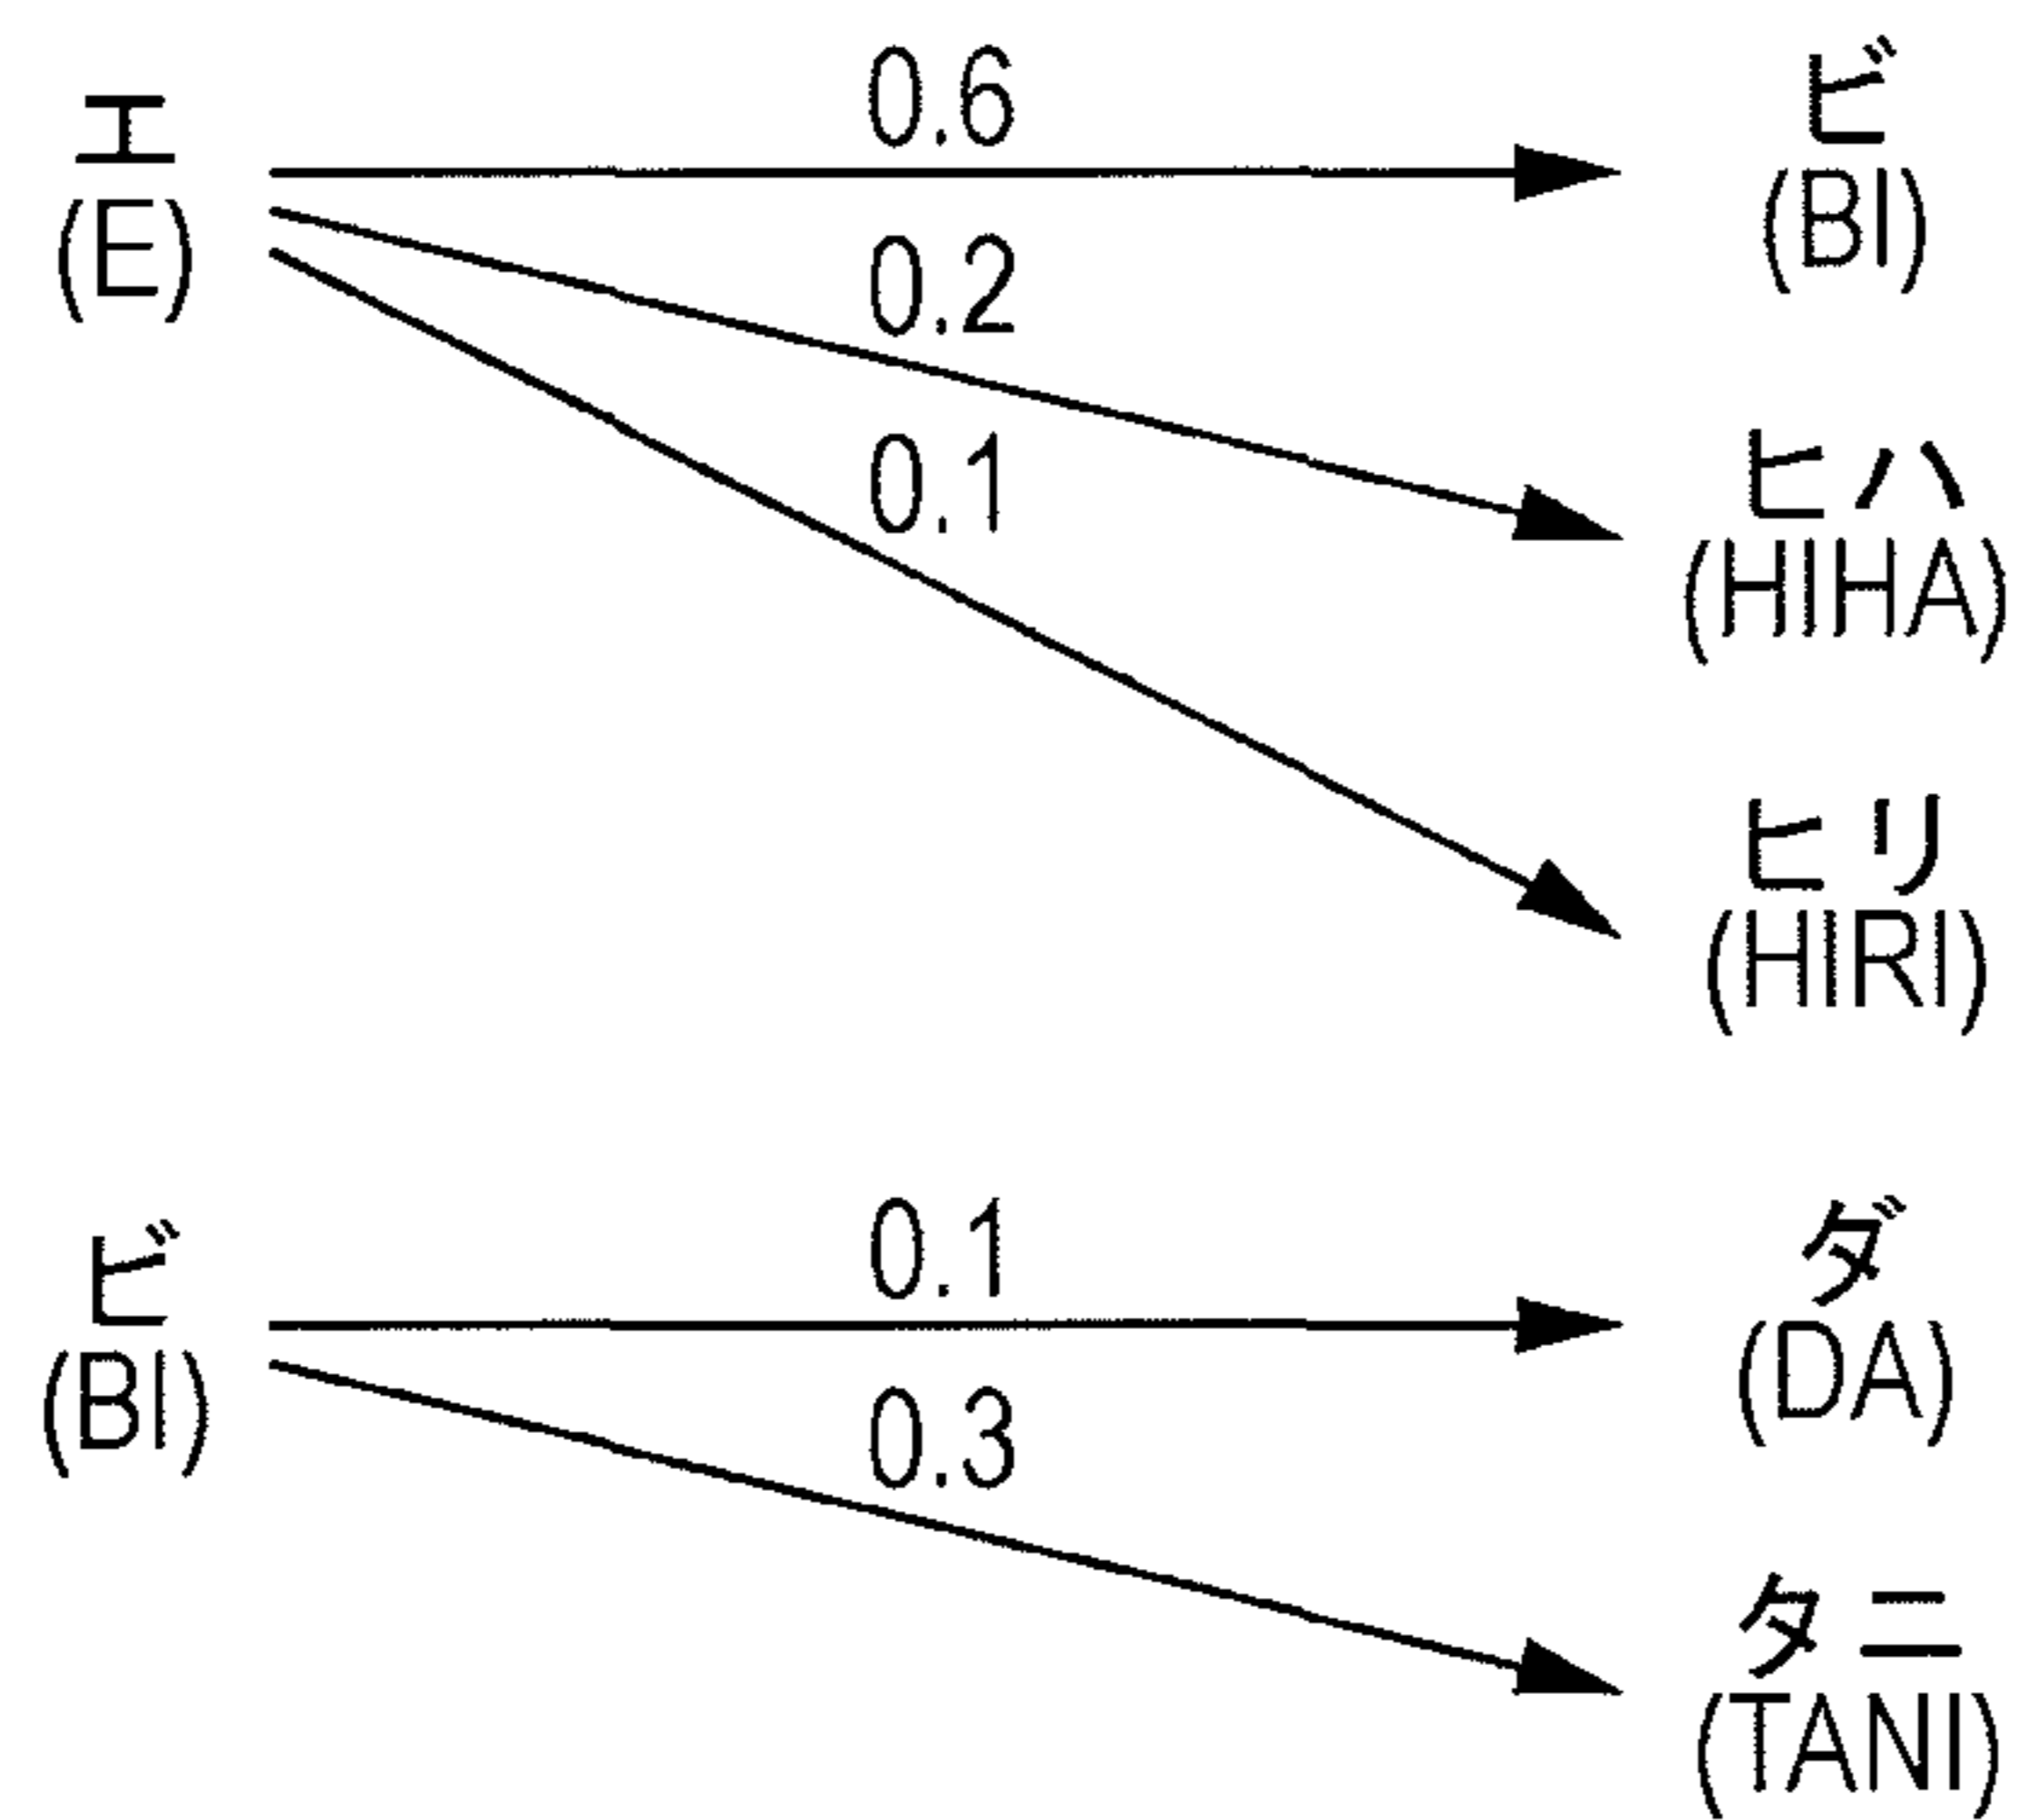 エ
(E)
0.6
ビ
(BI)
0.2
ヒハ
(HIHA)
0.1
ヒリ
(HIRI)
ビ
(BI)
0.1
ダ
(DA)
0.3
タニ
(TANI)